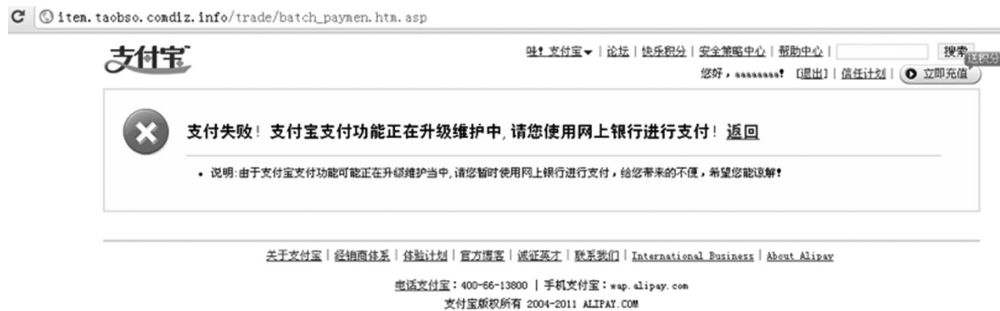 item.taobso.comdiz.info/trade/batch_paymen.htm.asp
支付宝
哇！支付宝 | 论坛 | 快乐积分 | 安全策略中心 | 帮助中心 | 搜索
送积分
您好，aaaaaaaa！ [退出] | 信任计划 | 立即充值
支付失败！支付宝支付功能正在升级维护中,请您使用网上银行进行支付！返回
• 说明:由于支付宝支付功能可能正在升级维护当中,请您暂时使用网上银行进行支付，给您带来的不便，希望您能谅解！
关于支付宝 | 经销商体系 | 体验计划 | 官方博客 | 诚征英才 | 联系我们 | International Business | About Alipay
电话支付宝：400-66-13800 | 手机支付宝：wap.alipay.com
支付宝版权所有 2004-2011 ALIPAY.COM